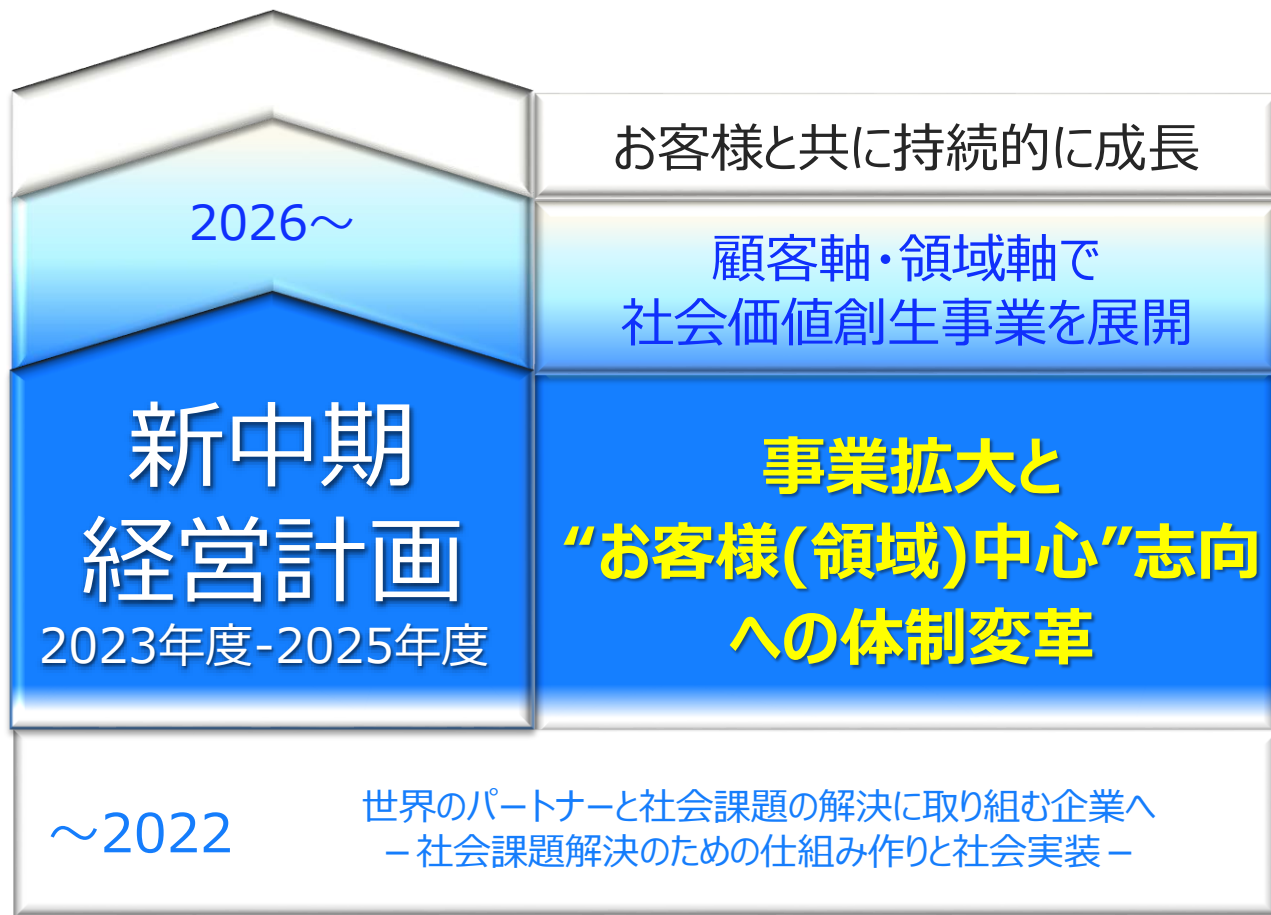 お客様と共に持続的に成長
2026～
顧客軸・領域軸で
社会価値創生事業を展開
新中期
経営計画
2023年度-2025年度
事業拡大と
“お客様(領域)中心”志向
への体制変革
～2022
世界のパートナーと社会課題の解決に取り組む企業へ
－社会課題解決のための仕組み作りと社会実装－